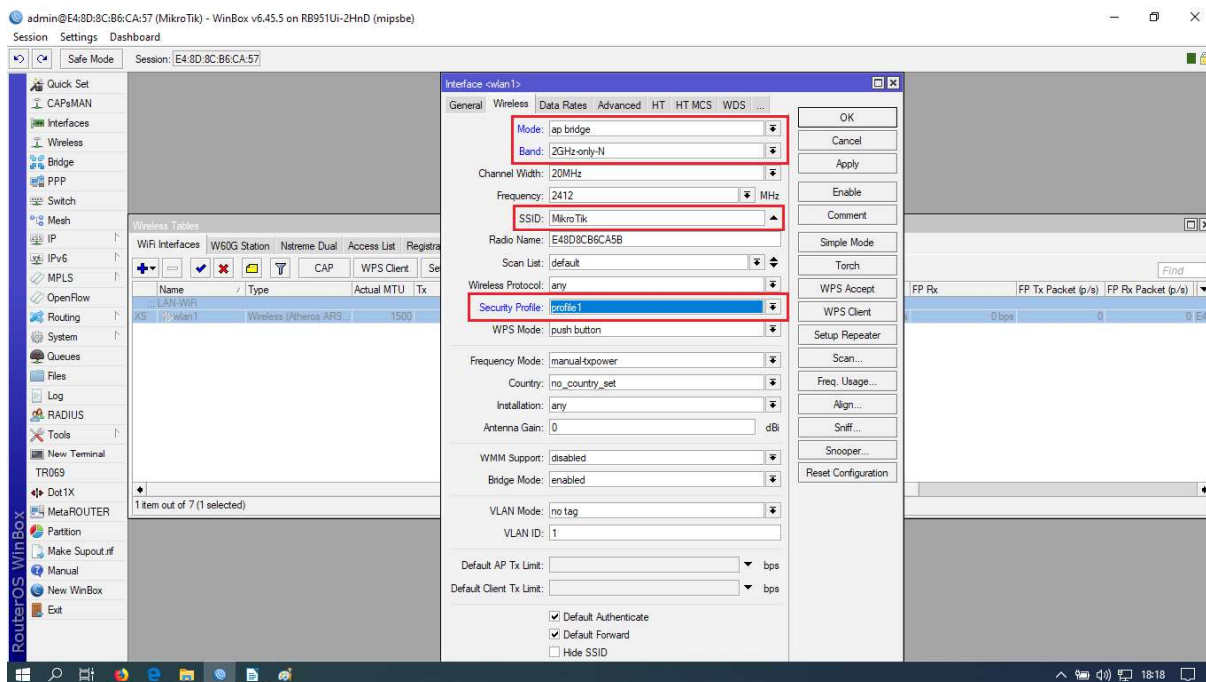 admin@E4:8D:8C:B6:CA:57 (MikroTik) - WinBox v6.45.5 on RB951Ui-2HnD (mipsbe)
Session Settings Dashboard
Safe Mode Session: E4:8D:8C:B6:CA:57
Quick Set
CAPsMAN
Interfaces
Wireless
Bridge
PPP
Switch
Mesh
IP
IPv6
MPLS
OpenFlow
Routing
System
Queues
Files
Log
RADIUS
Tools
New Terminal
TR069
Dot1X
MetaROUTER
Partition
Make Supout.rif
Manual
New WinBox
Exit
RouterOS WinBox
Wireless Tables
WiFi Interfaces W60G Station Nstreme Dual Access List Registra
CAP WPS Client Se
Find
Name / Type Actual MTU Tx FP Rx FP Tx Packet (p/s) FP Rx Packet (p/s)
::: LAN-WiFi
XS wlan1 Wireless (Atheros AR9... 1500 0 bps 0 0 E4
1 item out of 7 (1 selected)
Interface <wlan1>
General Wireless Data Rates Advanced HT HT MCS WDS ...
Mode: ap bridge
Band: 2GHz-only-N
Channel Width: 20MHz
Frequency: 2412 MHz
SSID: MikroTik
Radio Name: E48D8CB6CA5B
Scan List: default
Wireless Protocol: any
Security Profile: profile1
WPS Mode: push button
Frequency Mode: manual-txpower
Country: no_country_set
Installation: any
Antenna Gain: 0 dBi
WMM Support: disabled
Bridge Mode: enabled
VLAN Mode: no tag
VLAN ID: 1
Default AP Tx Limit: bps
Default Client Tx Limit: bps
Default Authenticate
Default Forward
Hide SSID
OK
Cancel
Apply
Enable
Comment
Simple Mode
Torch
WPS Accept
WPS Client
Setup Repeater
Scan...
Freq. Usage...
Align...
Sniff...
Snooper...
Reset Configuration
18:18